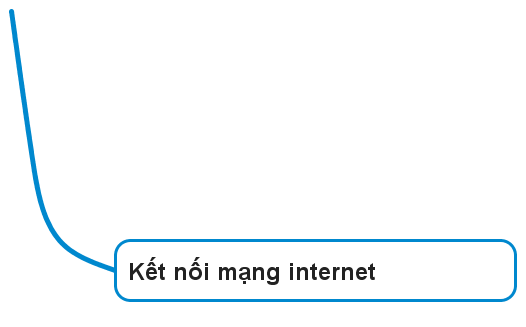 Kết nối mạng internet